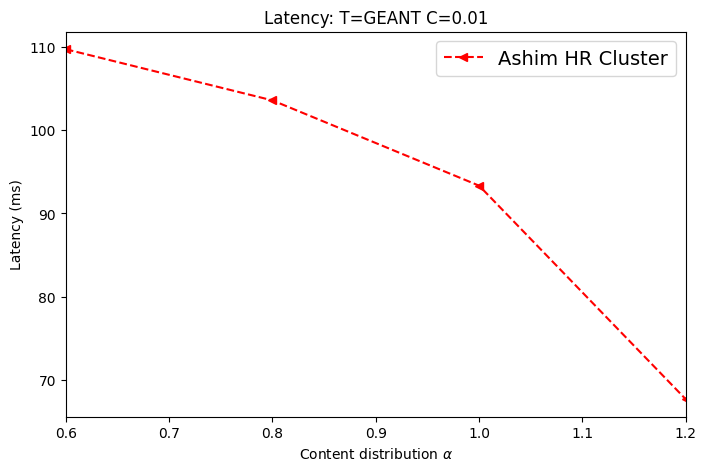 Latency: T=GEANT C=0.01
Ashim HR Cluster
Latency (ms)
110
100
90
80
70
0.6 0.7 0.8 0.9 1.0 1.1 1.2
Content distribution α